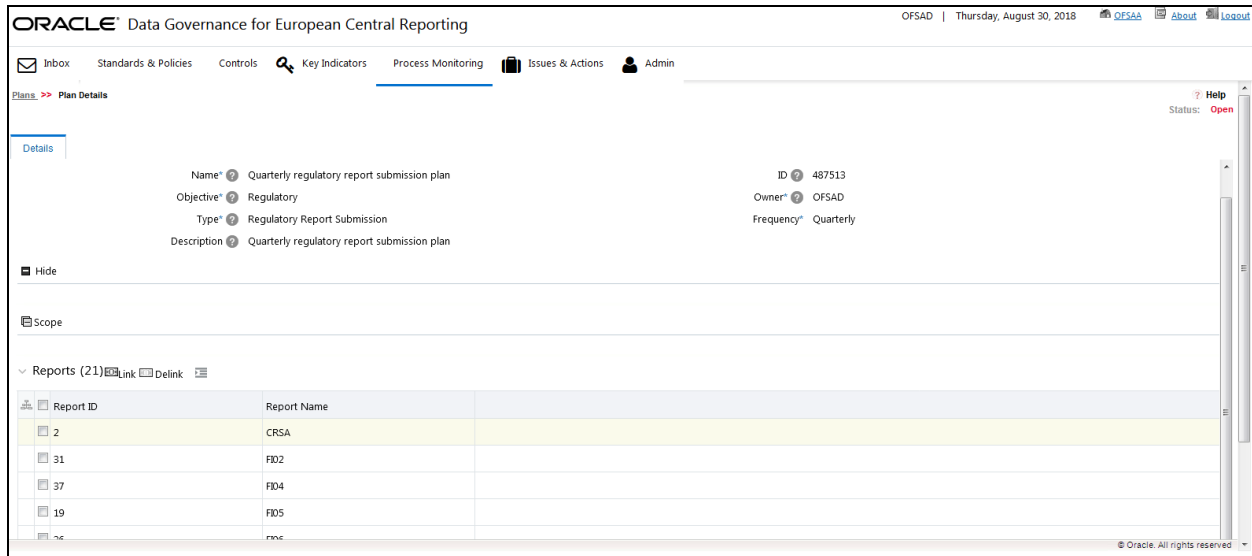 ORACLE® Data Governance for European Central Reporting
OFSAD | Thursday, August 30, 2018 OFSAA About Logout
Inbox Standards & Policies Controls Key Indicators Process Monitoring Issues & Actions Admin
Plans >> Plan Details
? Help
Status: Open
Details
Name* ? Quarterly regulatory report submission plan ID ? 487513
Objective* ? Regulatory Owner* ? OFSAD
Type* ? Regulatory Report Submission Frequency* Quarterly
Description ? Quarterly regulatory report submission plan
Hide
Scope
Reports (21) Link Delink
Report ID Report Name
2 CRSA
31 FI02
37 FI04
19 FI05
© Oracle. All rights reserved